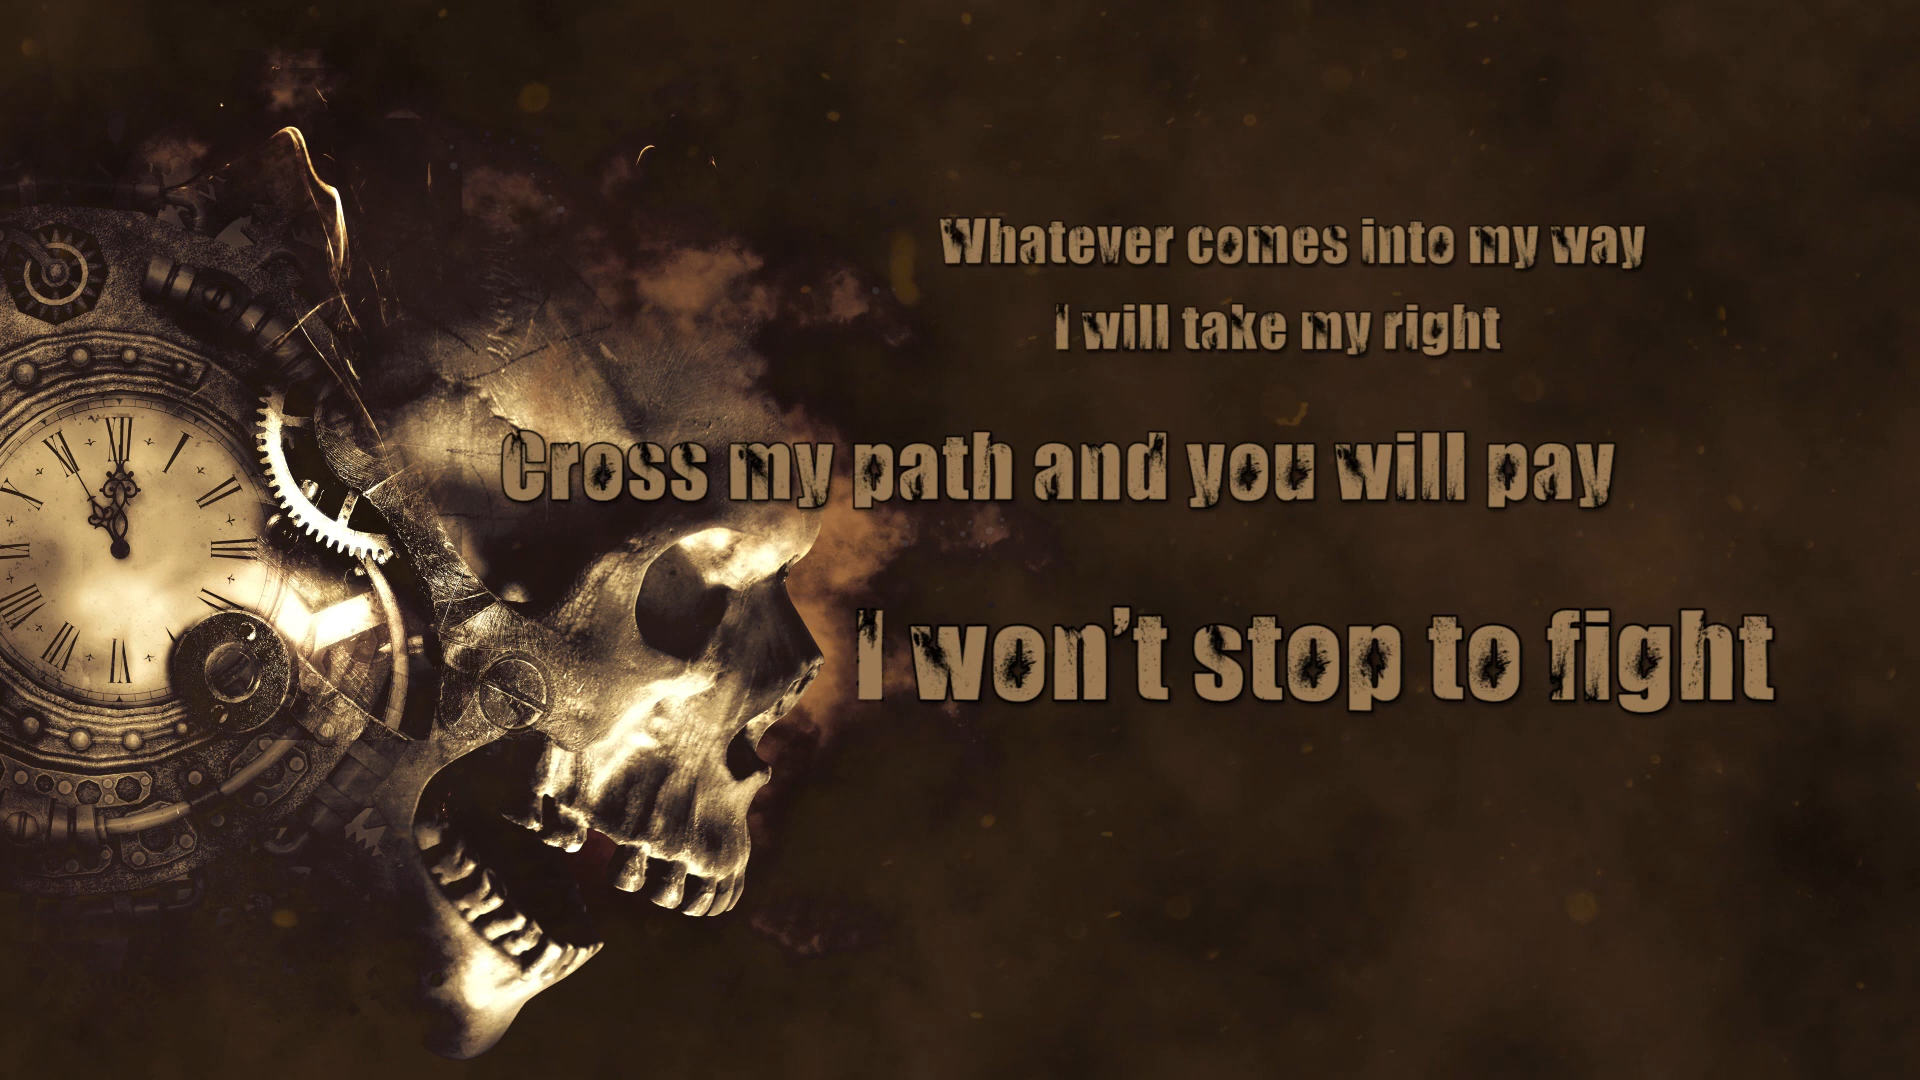 Whatever comes into my way
I will take my right
Cross my path and you will pay
I won't stop to fight